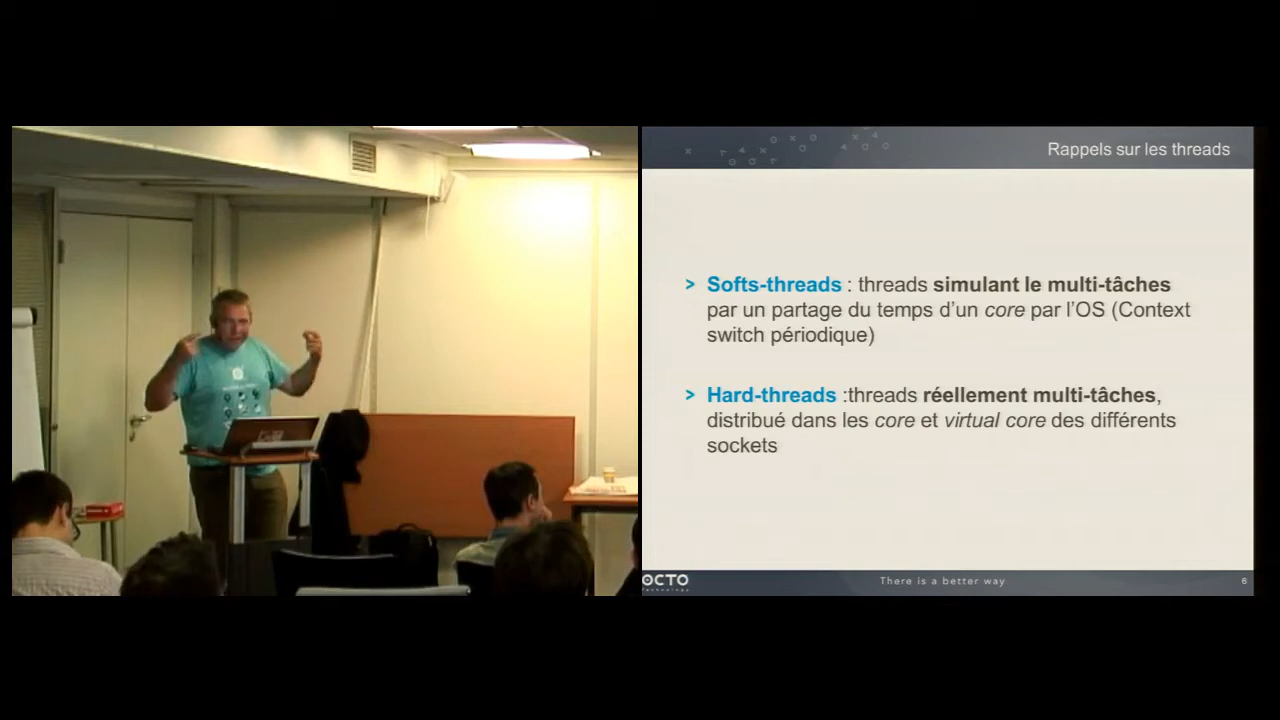 Rappels sur les threads
> Softs-threads : threads simulant le multi-tâches
par un partage du temps d'un core par l'OS (Context
switch périodique)
> Hard-threads :threads réellement multi-tâches,
distribué dans les core et virtual core des différents
sockets
OCTO
Technology
There is a better way
6